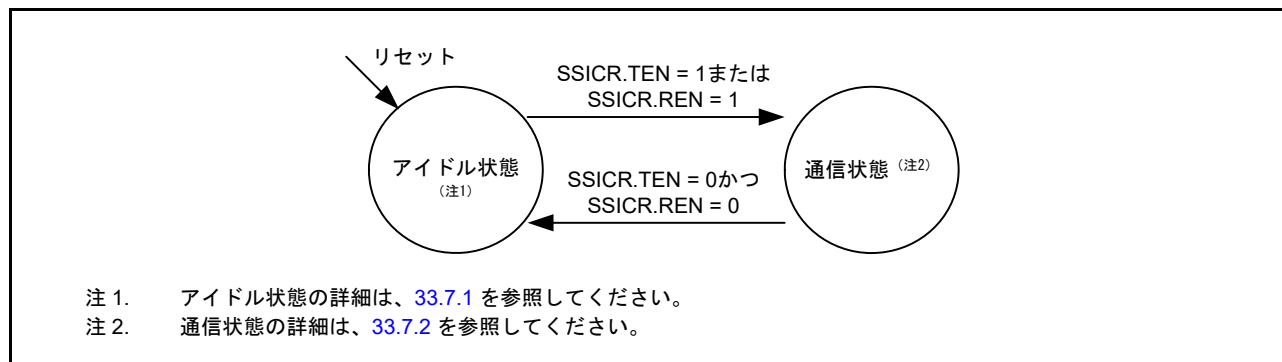 リセット
SSICR.TEN = 1または
SSICR.REN = 1
アイドル状態
(注1)
通信状態 (注2)
SSICR.TEN = 0かつ
SSICR.REN = 0
注 1. アイドル状態の詳細は、33.7.1 を参照してください。
注 2. 通信状態の詳細は、33.7.2 を参照してください。